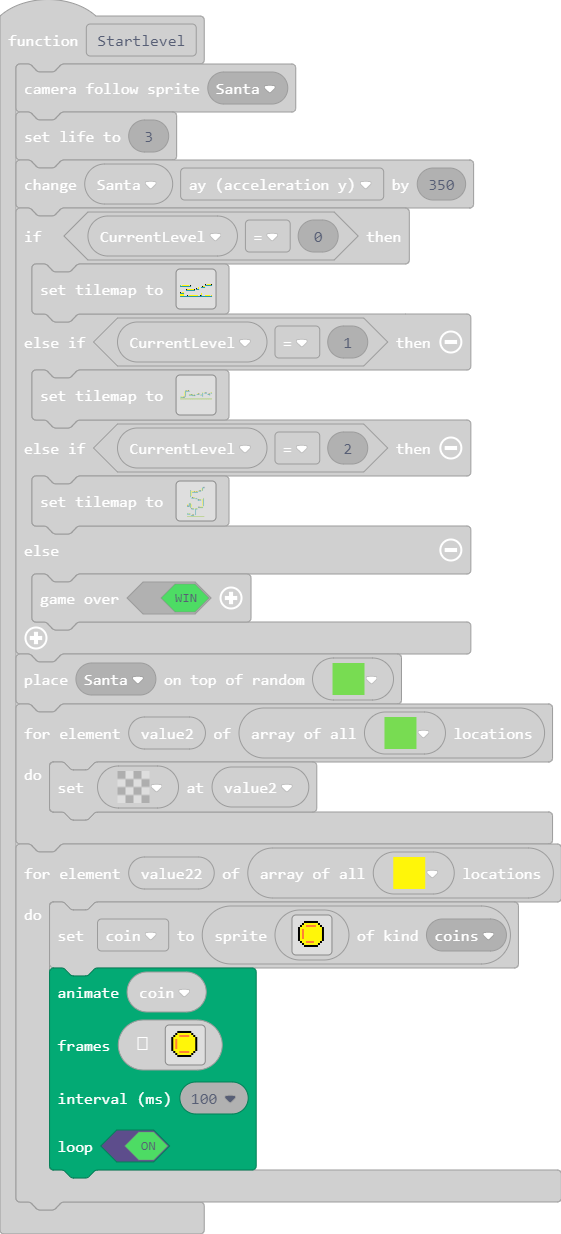 function Startlevel
camera follow sprite Santa
set life to 3
change Santa ay (acceleration y) by 350
if CurrentLevel = 0 then
set tilemap to
else if CurrentLevel = 1 then
set tilemap to
else if CurrentLevel = 2 then
set tilemap to
else
game over WIN
place Santa on top of random
for element value2 of array of all locations
do
set at value2
for element value22 of array of all locations
do
set coin to sprite of kind coins
animate coin
frames
interval (ms) 100
loop ON